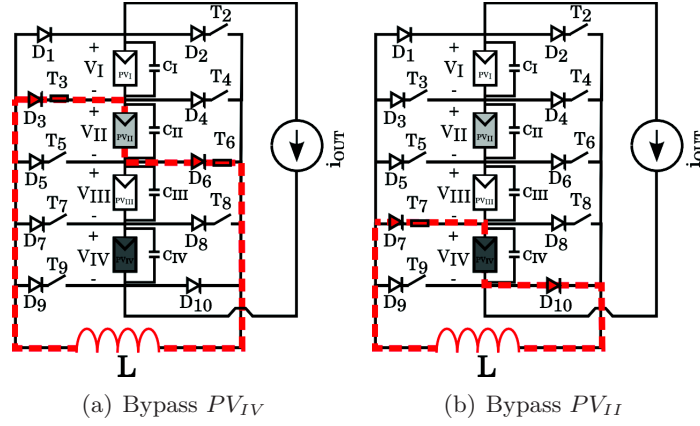 D1 + T2
VI PVI CI D2
- T3 - T4
D3 + D4
VII PVII CII
T5 - T6
D5 + D6
VIII PVIII CIII
T7 - T8
D7 + D8
VIV PVIV CIV
T9 -
D9 D10
L
iOUT
(a) Bypass PVIV
D1 + T2
VI PVI CI D2
- T3 - T4
D3 + D4
VII PVII CII
T5 - T6
D5 + D6
VIII PVIII CIII
T7 - T8
D7 + D8
VIV PVIV CIV
T9 -
D9 D10
L
iOUT
(b) Bypass PVII